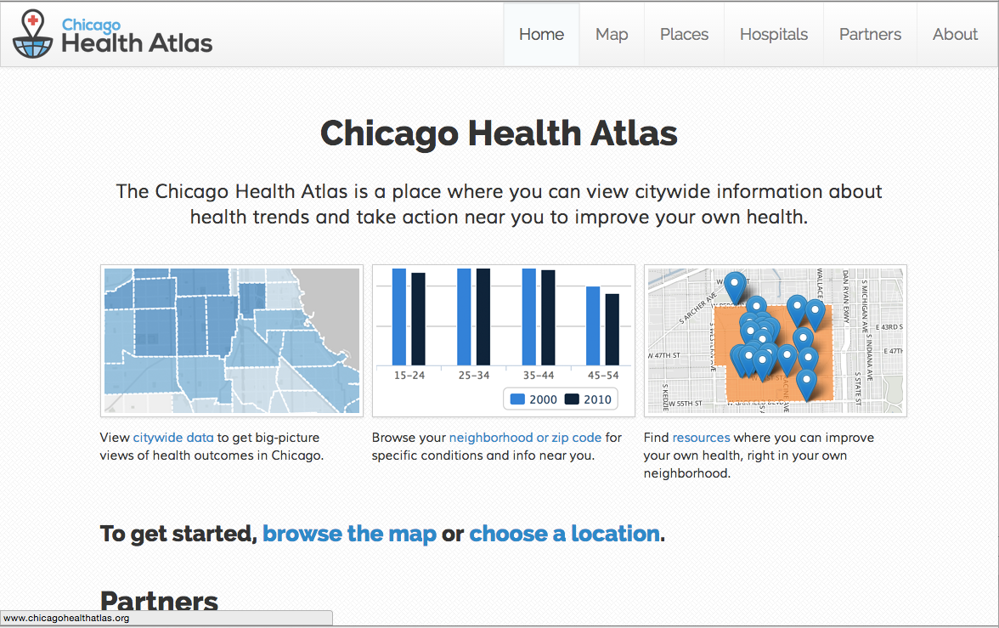 Chicago
Health Atlas
Home Map Places Hospitals Partners About
Chicago Health Atlas
The Chicago Health Atlas is a place where you can view citywide information about
health trends and take action near you to improve your own health.
15-24 25-34 35-44 45-54
2000 2010
S ARCHER AVE
WALLACE
DAN RYAN EXWY
S MICHIGAN AVE
S INDIANA AVE
E 43RD S
E 47TH
W 47TH ST
S KEDZIE
W 55TH ST
S STATE ST
View citywide data to get big-picture
views of health outcomes in Chicago.
Browse your neighborhood or zip code for
specific conditions and info near you.
Find resources where you can improve
your own health, right in your own
neighborhood.
To get started, browse the map or choose a location.
Partners
www.chicagohealthatlas.org